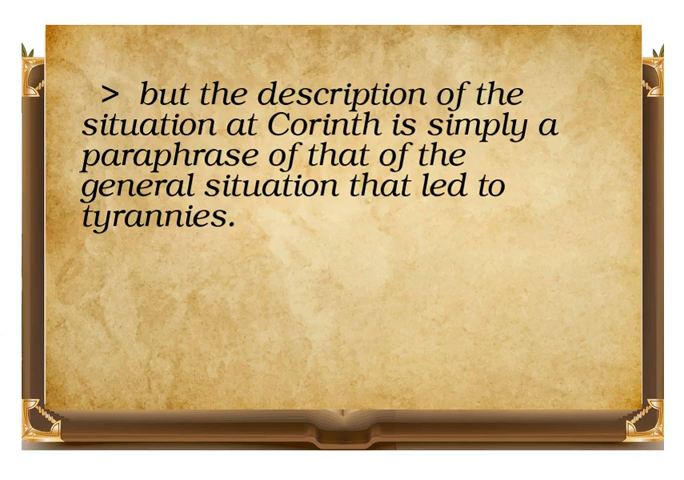 > but the description of the
situation at Corinth is simply a
paraphrase of that of the
general situation that led to
tyrannies.